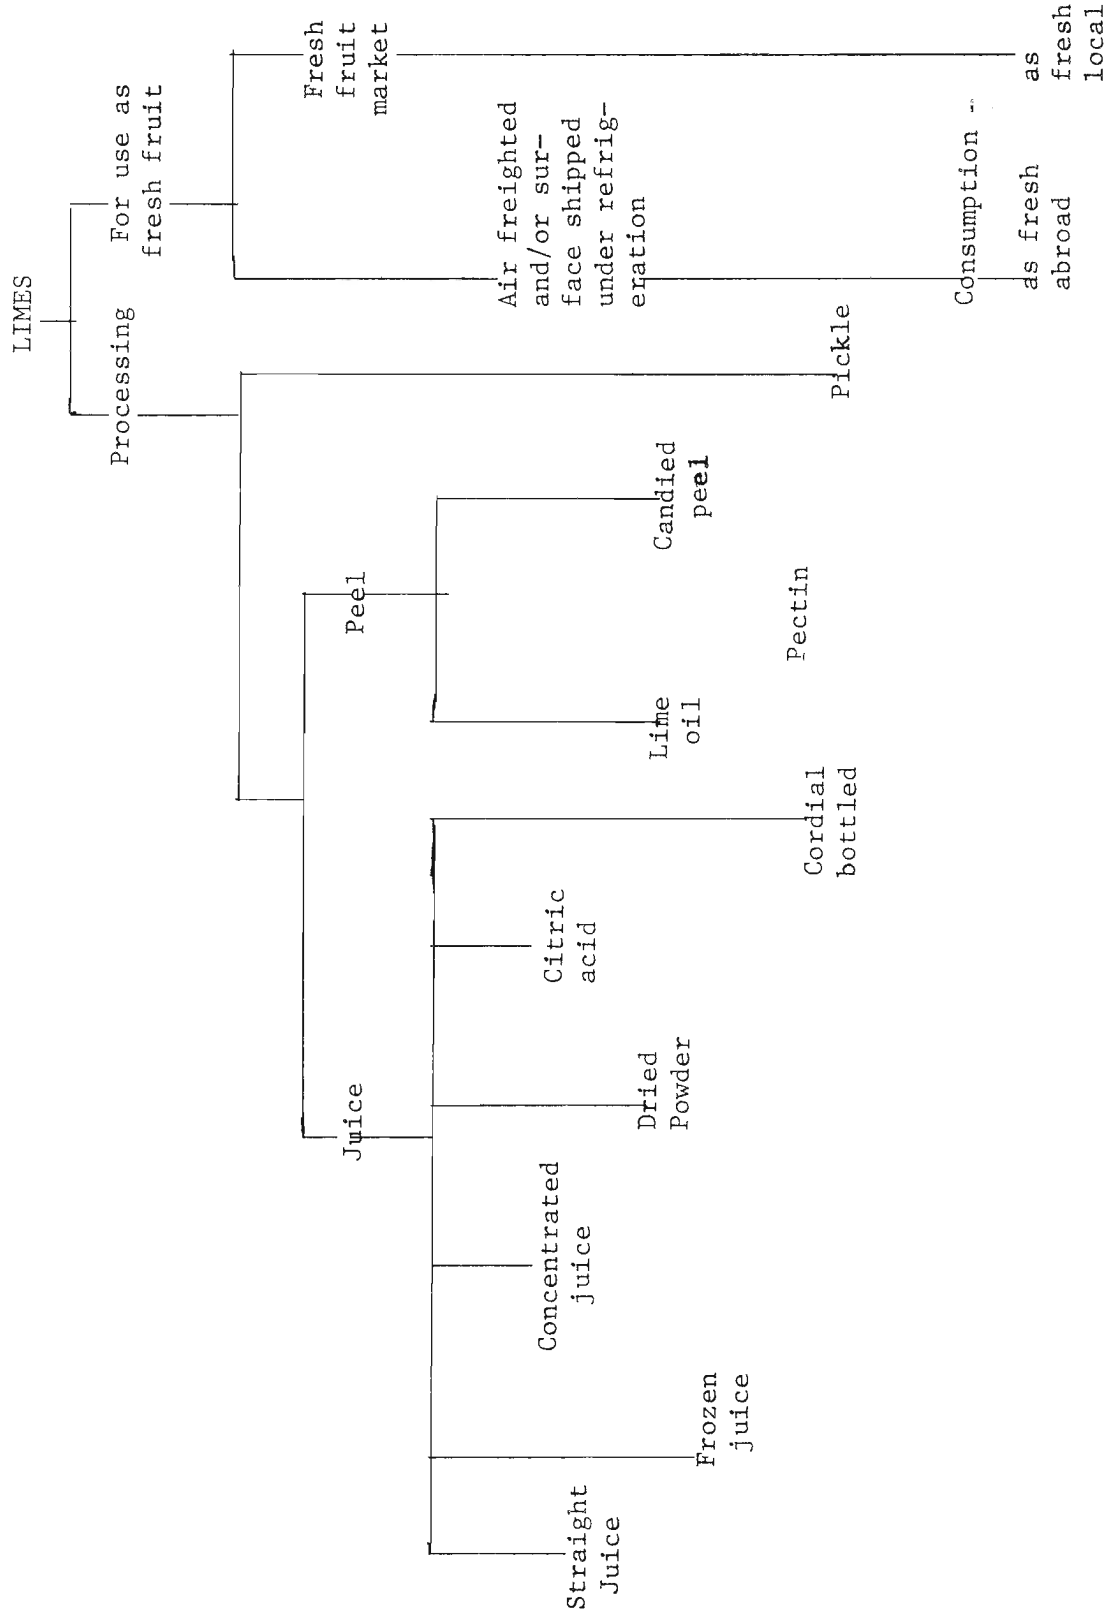 LIMES
Processing
For use as
fresh fruit
Juice
Peel
Fresh
fruit
market
Straight
Juice
Concentrated
juice
Citric
acid
Air freighted
and/or sur-
face shipped
under refrig-
eration
Dried
Powder
Lime
oil
Candied
peel
Frozen
juice
Cordial
bottled
Pectin
Pickle
Consumption -
as fresh
abroad
as
fresh
local